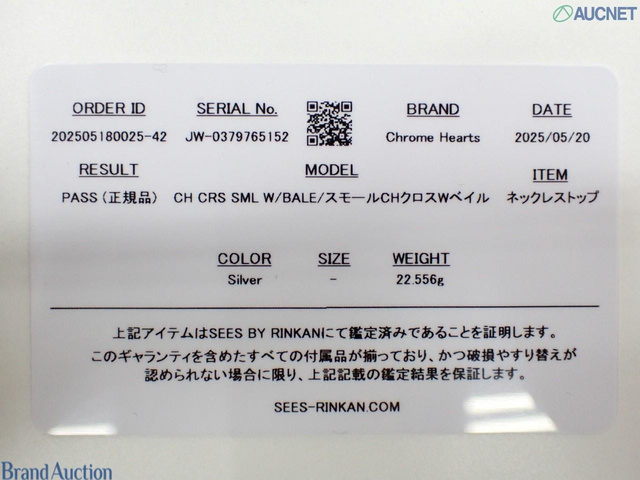 AUCNET
ORDER ID SERIAL No. BRAND DATE
202505180025-42 JW-0379765152 Chrome Hearts 2025/05/20
RESULT MODEL ITEM
PASS（正規品） CH CRS SML W/BALE/スモールCHクロスWベイル ネックレストップ
COLOR SIZE WEIGHT
Silver - 22.556g
上記アイテムはSEES BY RINKANにて鑑定済みであることを証明します。
このギャランティを含めたすべての付属品が揃っており、かつ破損やすり替えが
認められない場合に限り、上記記載の鑑定結果を保証します。
SEES-RINKAN.COM
Brand Auction